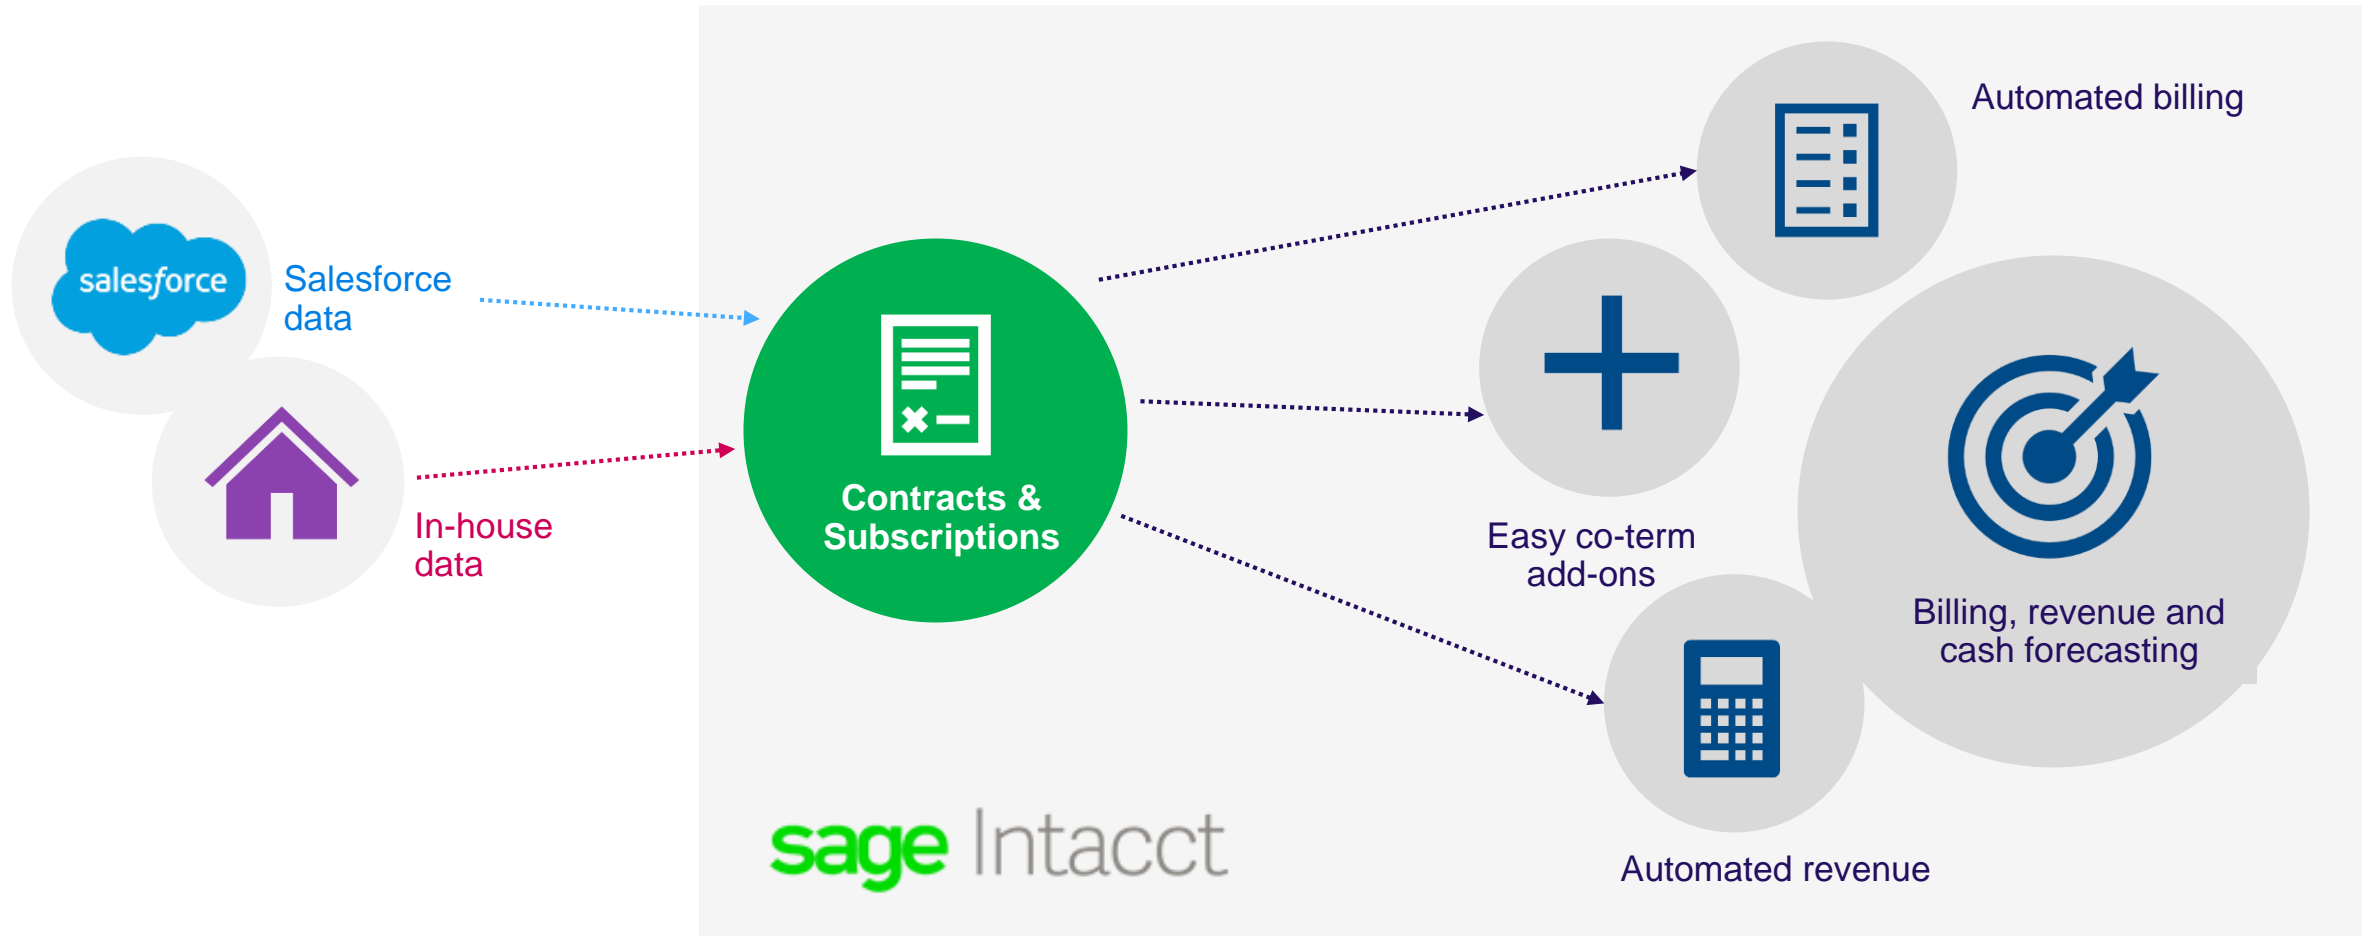 Automated billing
salesforce
Salesforce
data
Contracts &
Subscriptions
In-house
data
Easy co-term
add-ons
Billing, revenue and
cash forecasting
sage Intacct
Automated revenue